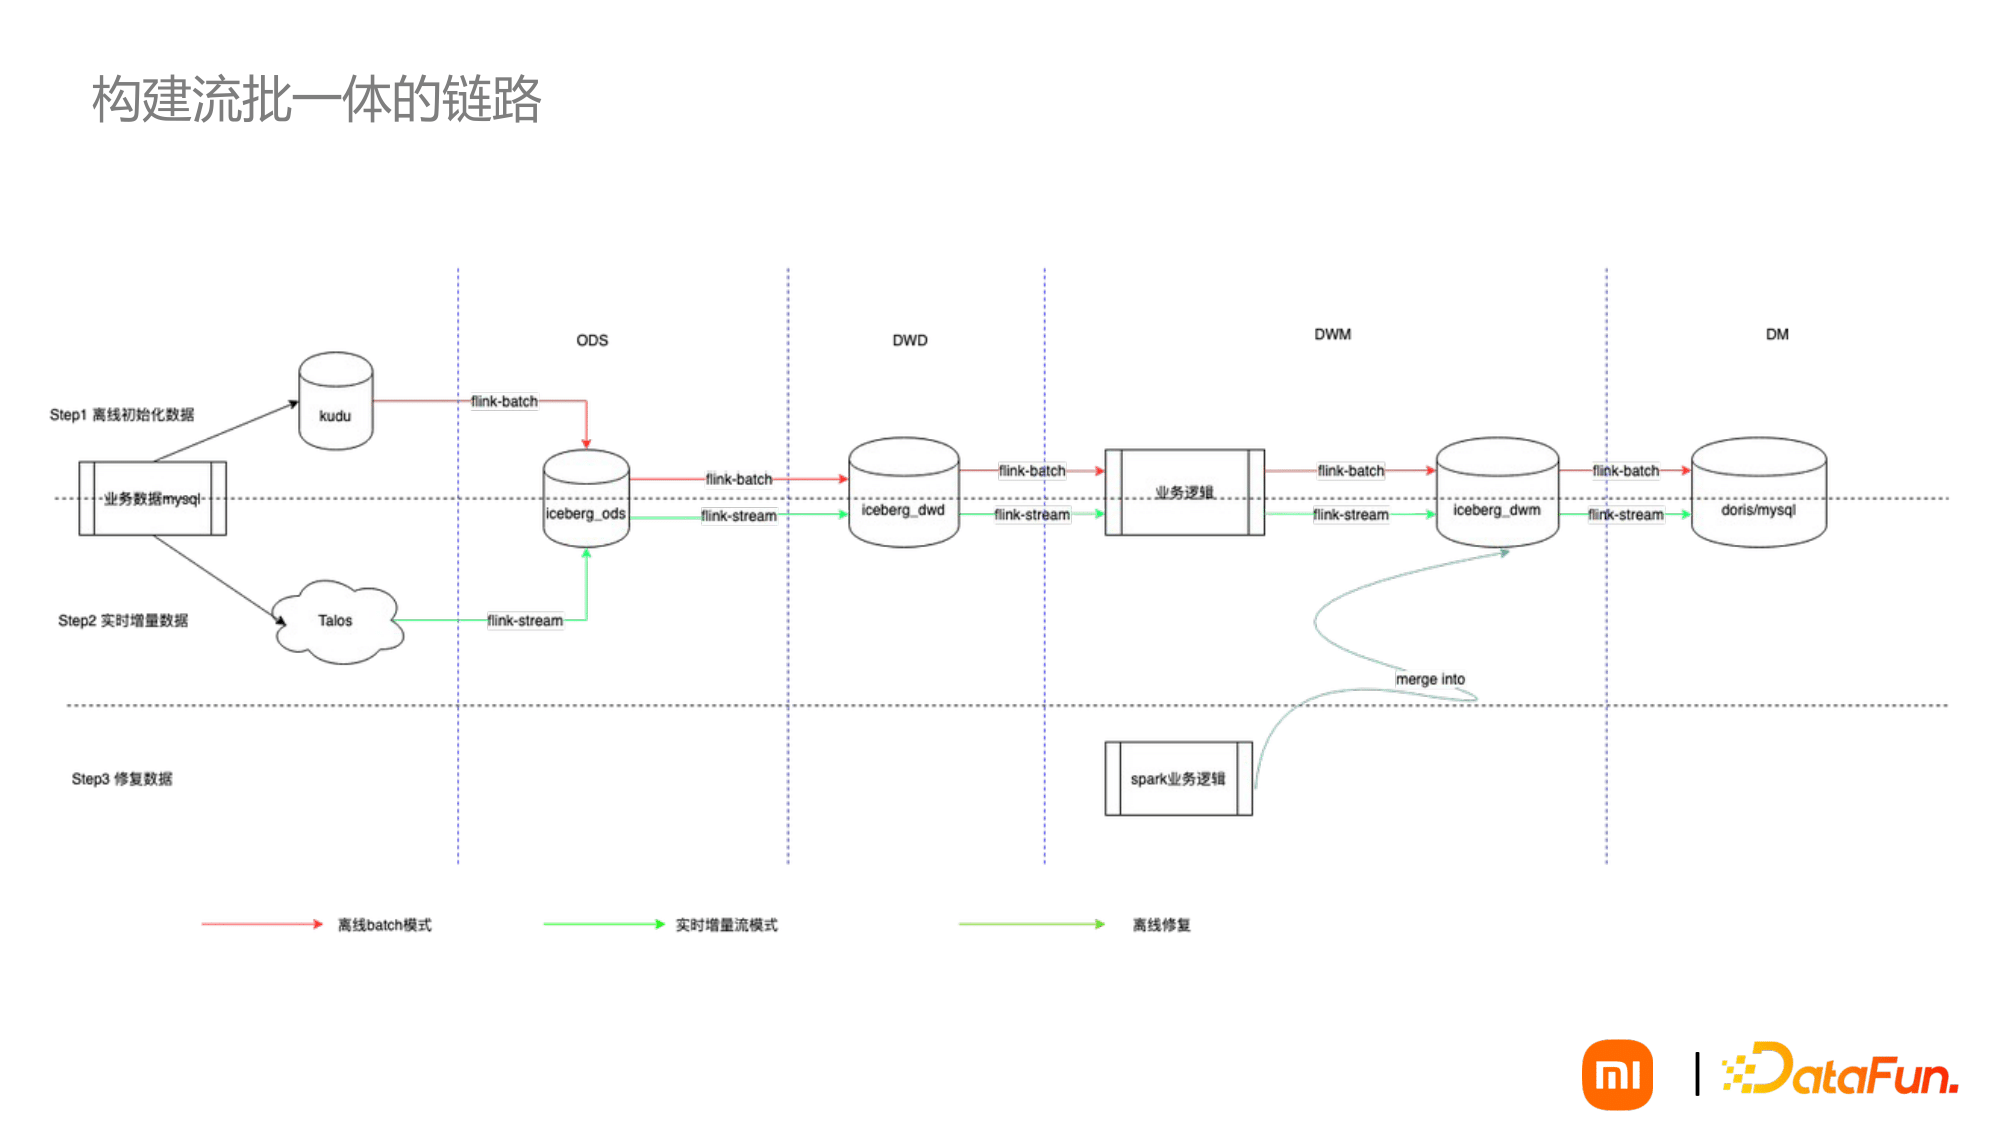 构建流批一体的链路
ODS
DWD
DWM
DM
Step1 离线初始化数据
kudu
flink-batch
业务数据mysql
iceberg_ods
flink-batch
flink-stream
iceberg_dwd
flink-batch
flink-stream
业务逻辑
flink-batch
flink-stream
iceberg_dwm
flink-batch
flink-stream
doris/mysql
Step2 实时增量数据
Talos
flink-stream
merge into
Step3 修复数据
spark业务逻辑
离线batch模式
实时增量流模式
离线修复
mi
DataFun.